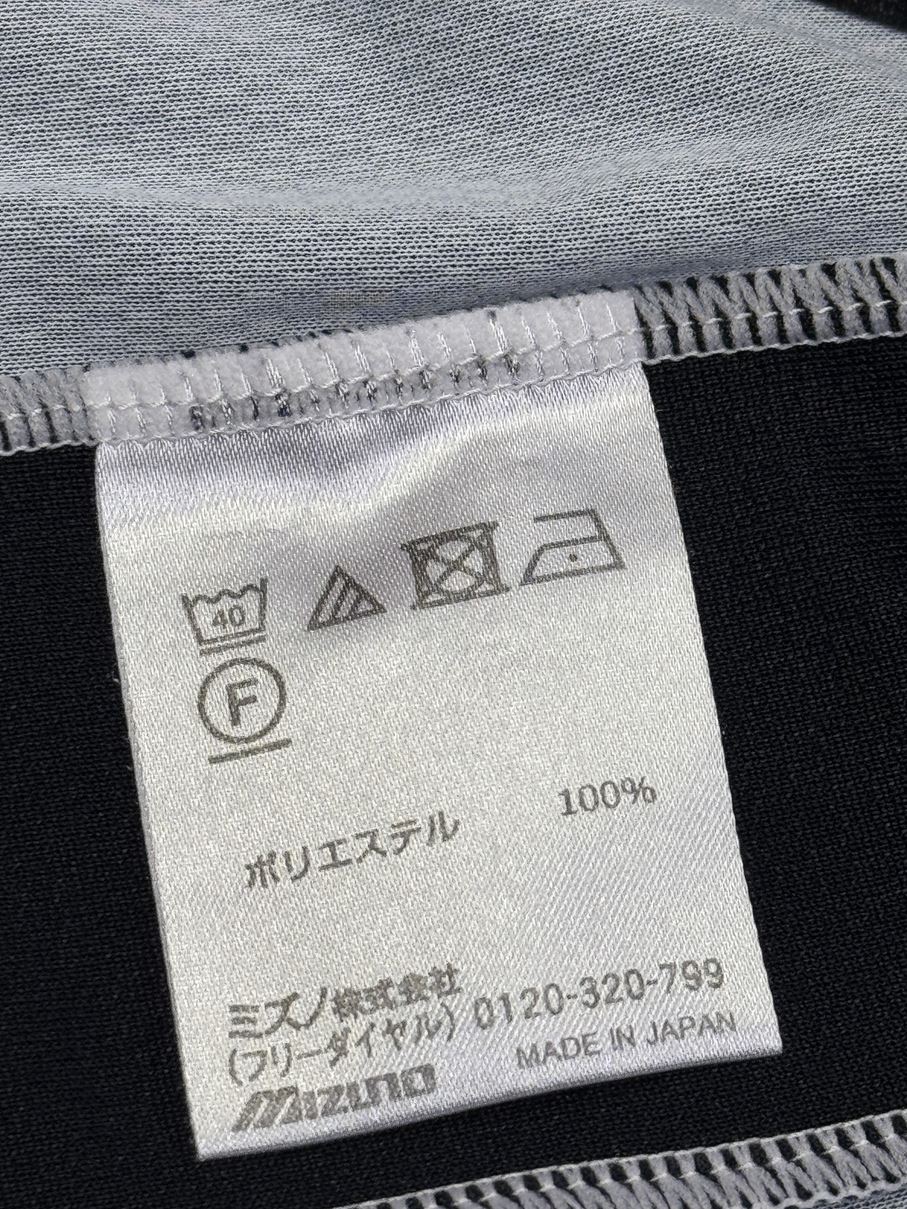 40
F
ポリエステル 100%
ミズノ株式会社
(フリーダイヤル) 0120-320-799
MIZUNO MADE IN JAPAN